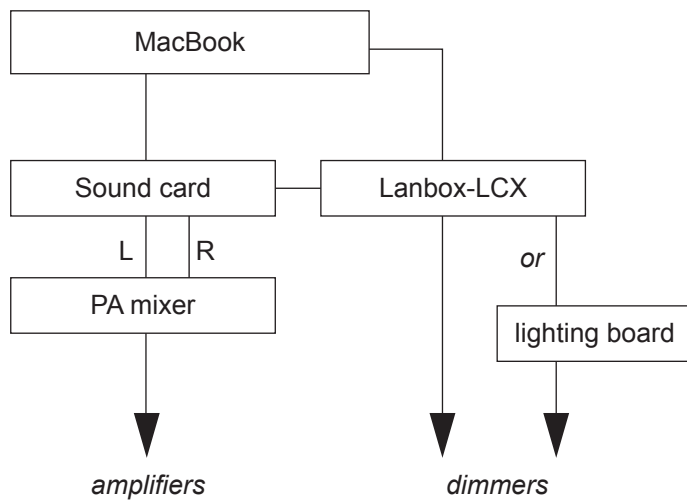 MacBook
Sound card
Lanbox-LCX
L
R
or
PA mixer
lighting board
amplifiers
dimmers